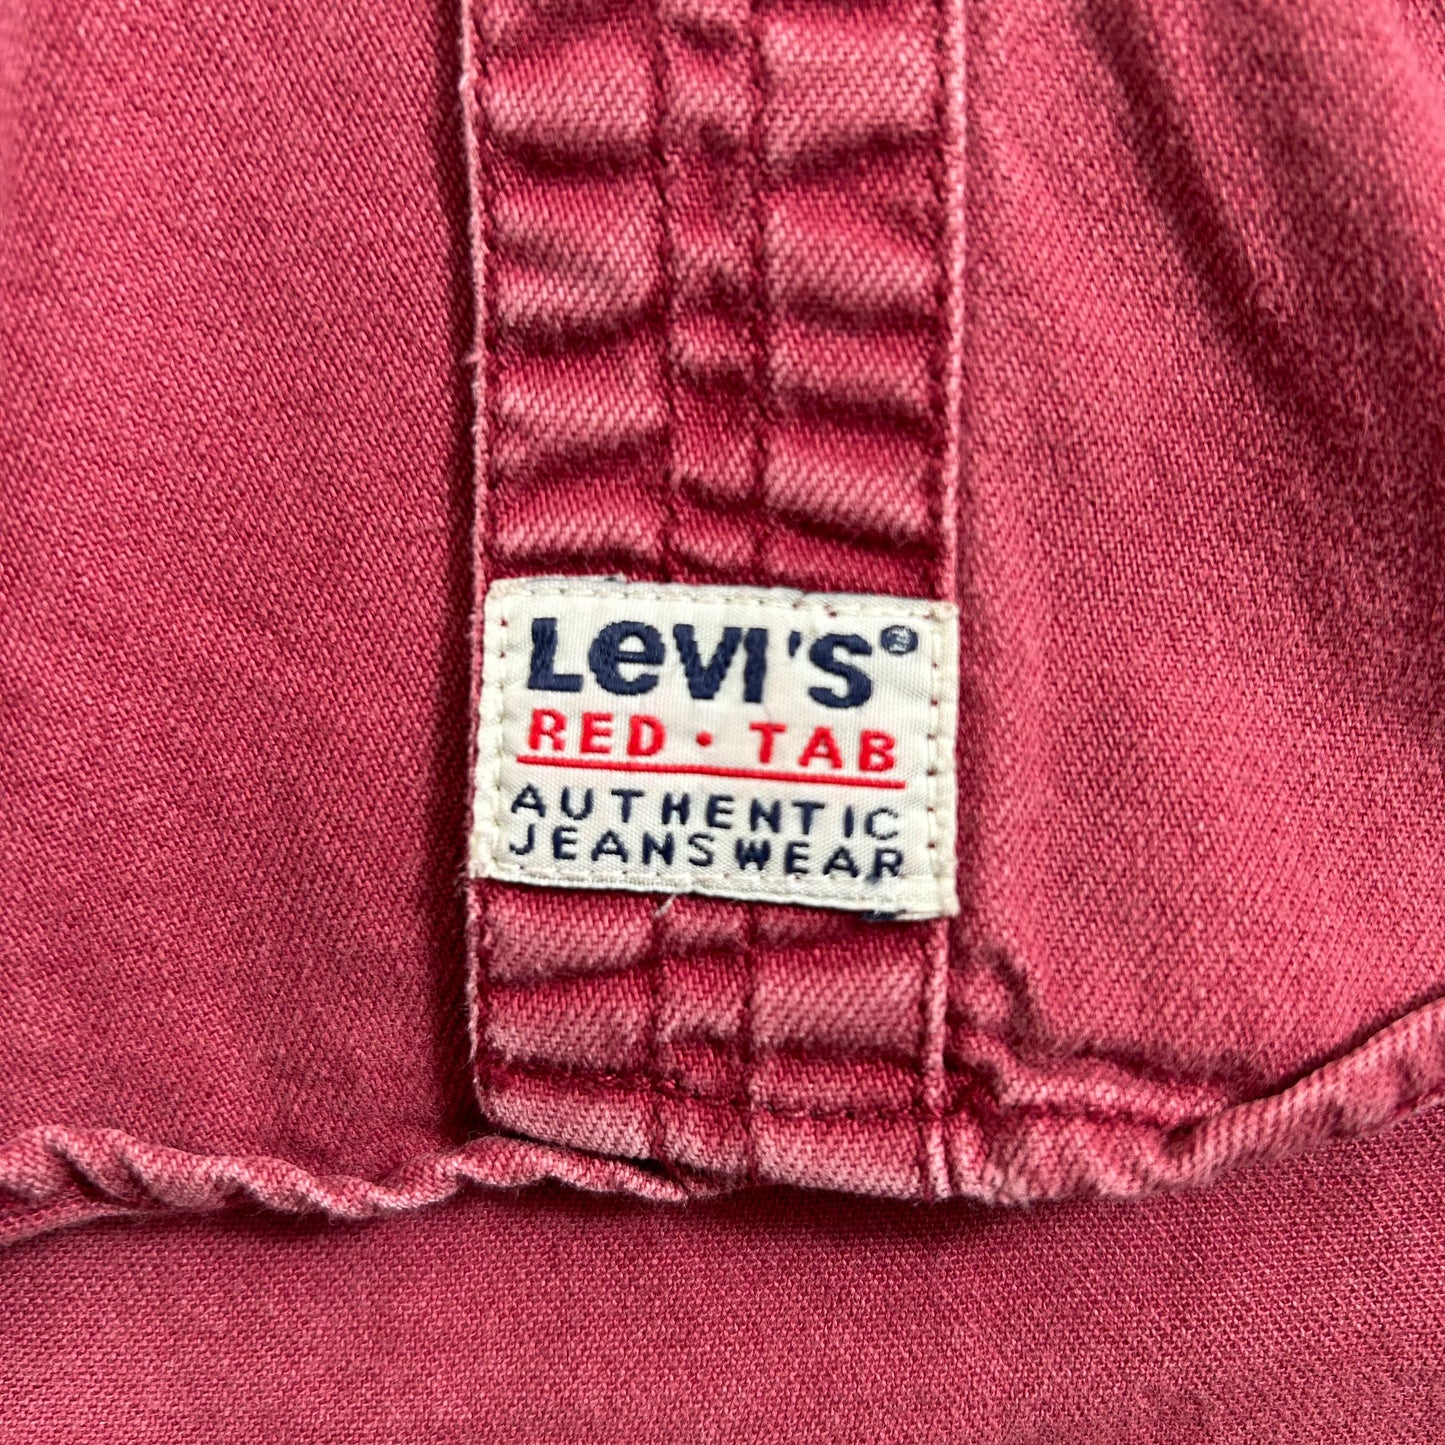 LeVI'S®
RED · TAB
AUTHENTIC
JEANSWEAR